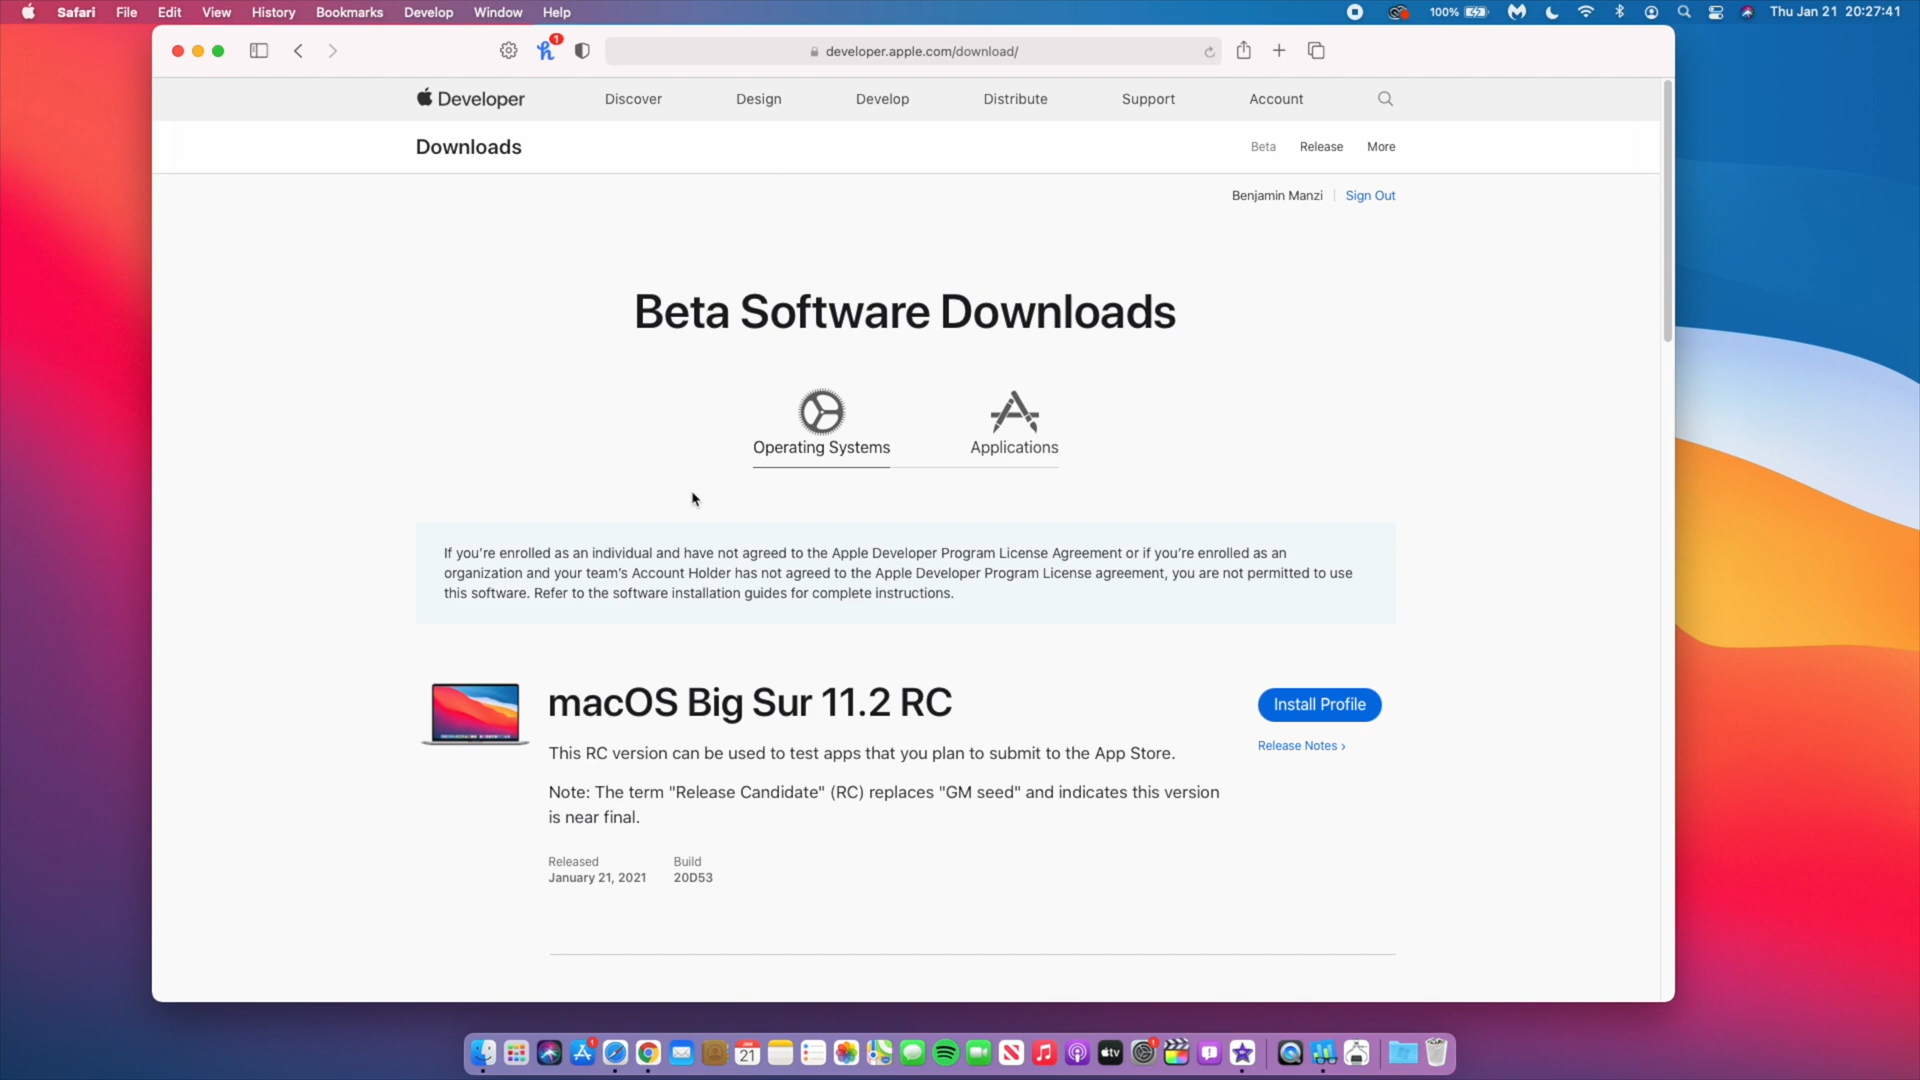 Safari File Edit View History Bookmarks Develop Window Help 100% Thu Jan 21 20:27:41
1
developer.apple.com/download/
Developer Discover Design Develop Distribute Support Account
Downloads Beta Release More
Benjamin Manzi Sign Out
Beta Software Downloads
Operating Systems Applications
If you're enrolled as an individual and have not agreed to the Apple Developer Program License Agreement or if you're enrolled as an
organization and your team's Account Holder has not agreed to the Apple Developer Program License agreement, you are not permitted to use
this software. Refer to the software installation guides for complete instructions.
macOS Big Sur 11.2 RC Install Profile
Release Notes ›
This RC version can be used to test apps that you plan to submit to the App Store.
Note: The term "Release Candidate" (RC) replaces "GM seed" and indicates this version
is near final.
Released Build
January 21, 2021 20D53
1 JAN 21 tv 1